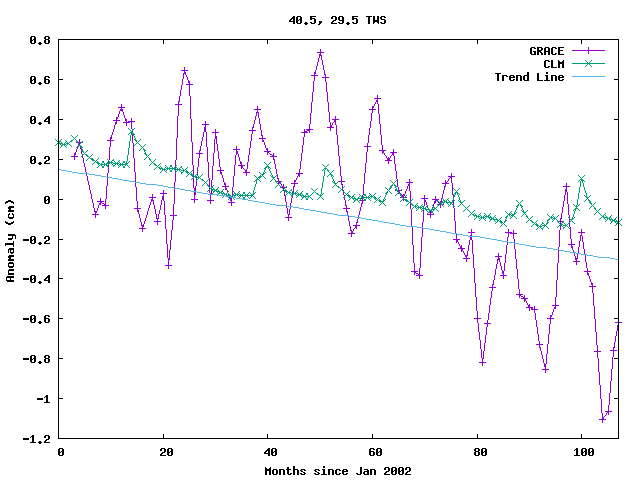 40.5, 29.5 TWS
GRACE
CLM
Trend Line
0.8
0.6
0.4
0.2
0
-0.2
-0.4
-0.6
-0.8
-1
-1.2
Anomaly (cm)
0 20 40 60 80 100
Months since Jan 2002